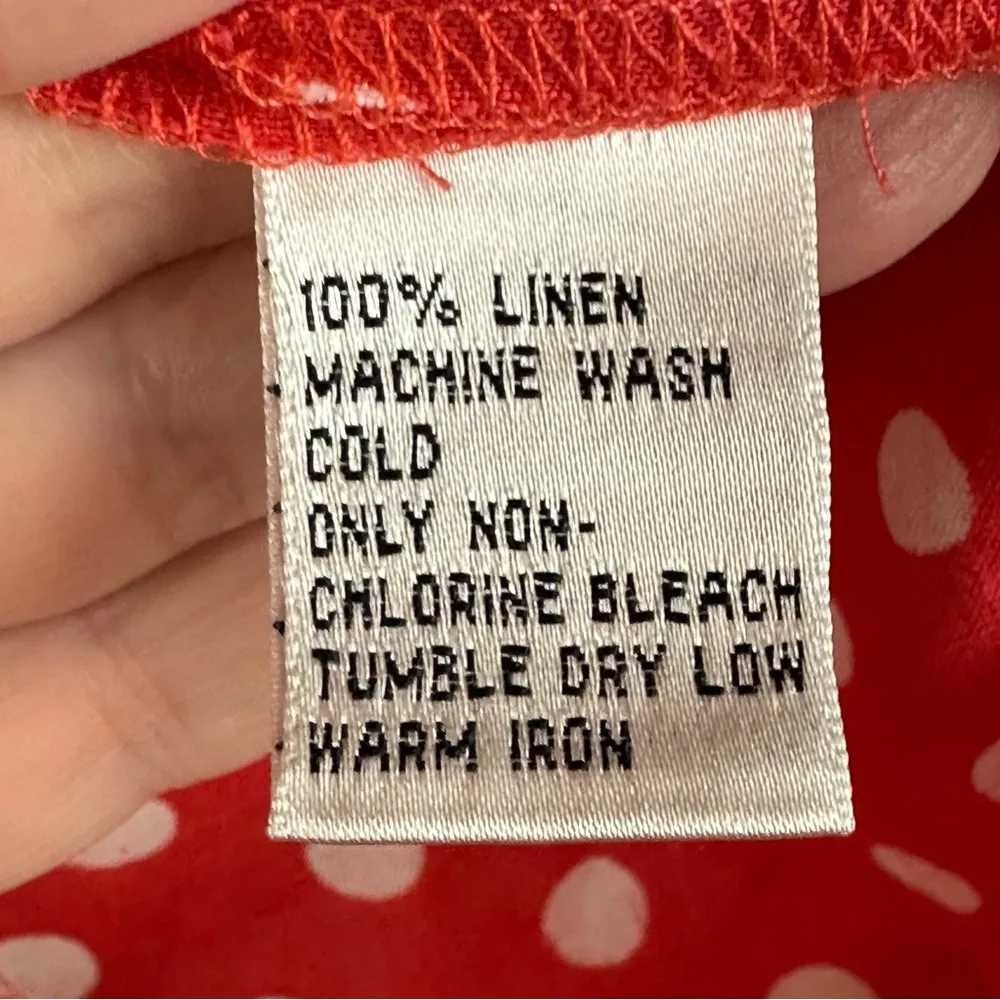 100% LINEN
MACHINE WASH
COLD
ONLY NON-
CHLORINE BLEACH
TUMBLE DRY LOW
WARM IRON